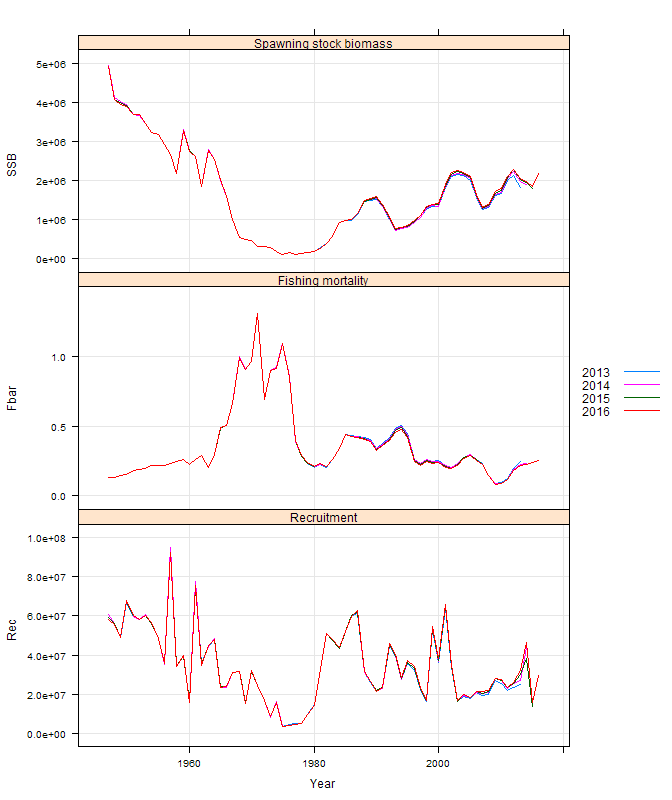 Spawning stock biomass
5e+06
4e+06
3e+06
2e+06
1e+06
0e+00
SSB
Fishing mortality
1.0
0.5
0.0
Fbar
2013
2014
2015
2016
Recruitment
1.0e+08
8.0e+07
6.0e+07
4.0e+07
2.0e+07
0.0e+00
Rec
1960
1980
2000
Year